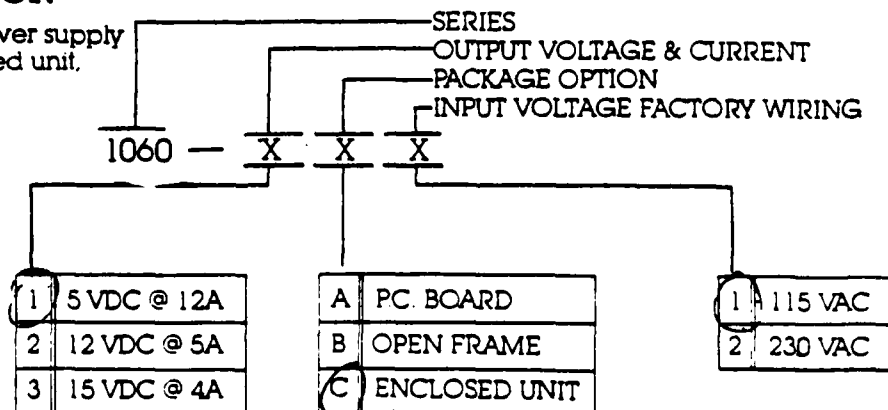 SERIES
ver supply
OUTPUT VOLTAGE & CURRENT
ed unit,
PACKAGE OPTION
INPUT VOLTAGE FACTORY WIRING
1060 — X X X
1 5 VDC @ 12A
2 12 VDC @ 5A
3 15 VDC @ 4A
A P.C. BOARD
B OPEN FRAME
C ENCLOSED UNIT
1 115 VAC
2 230 VAC